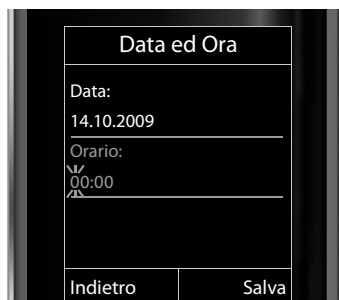 Data ed Ora
Data:
14.10.2009
Orario:
00:00
Indietro
Salva